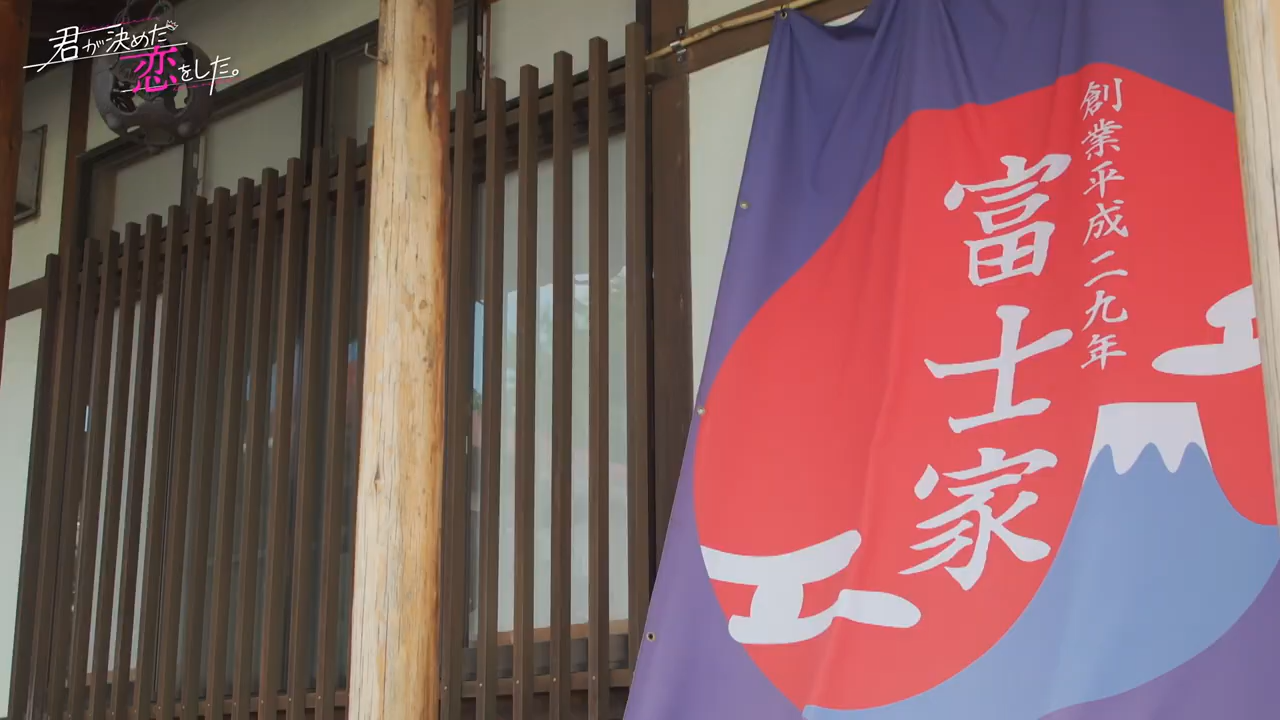 君が決めた
恋をした。
創業平成二九年
富士家